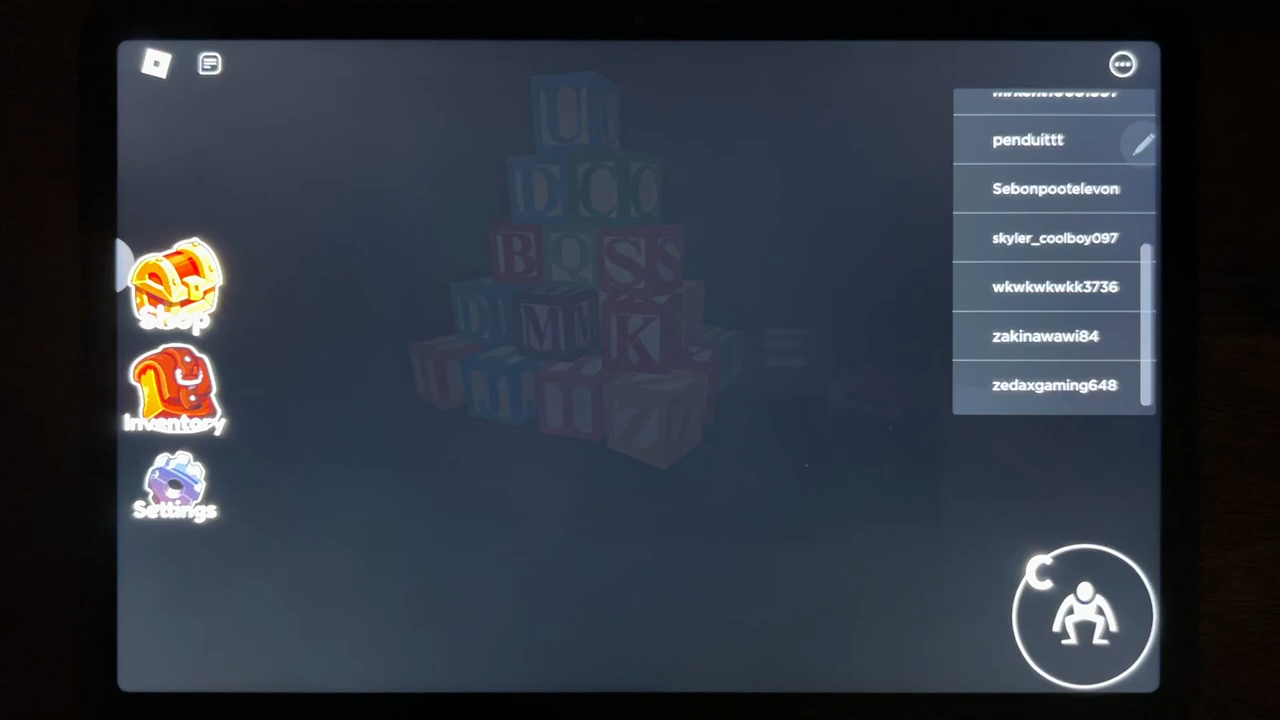 penduittt
Sebonpootelevon
skyler_coolboy097
wkwkwkwkk3736
zakinawawi84
zedaxgaming648
Shop
Inventory
Settings
C
U
D C C
B Q S S
D M K